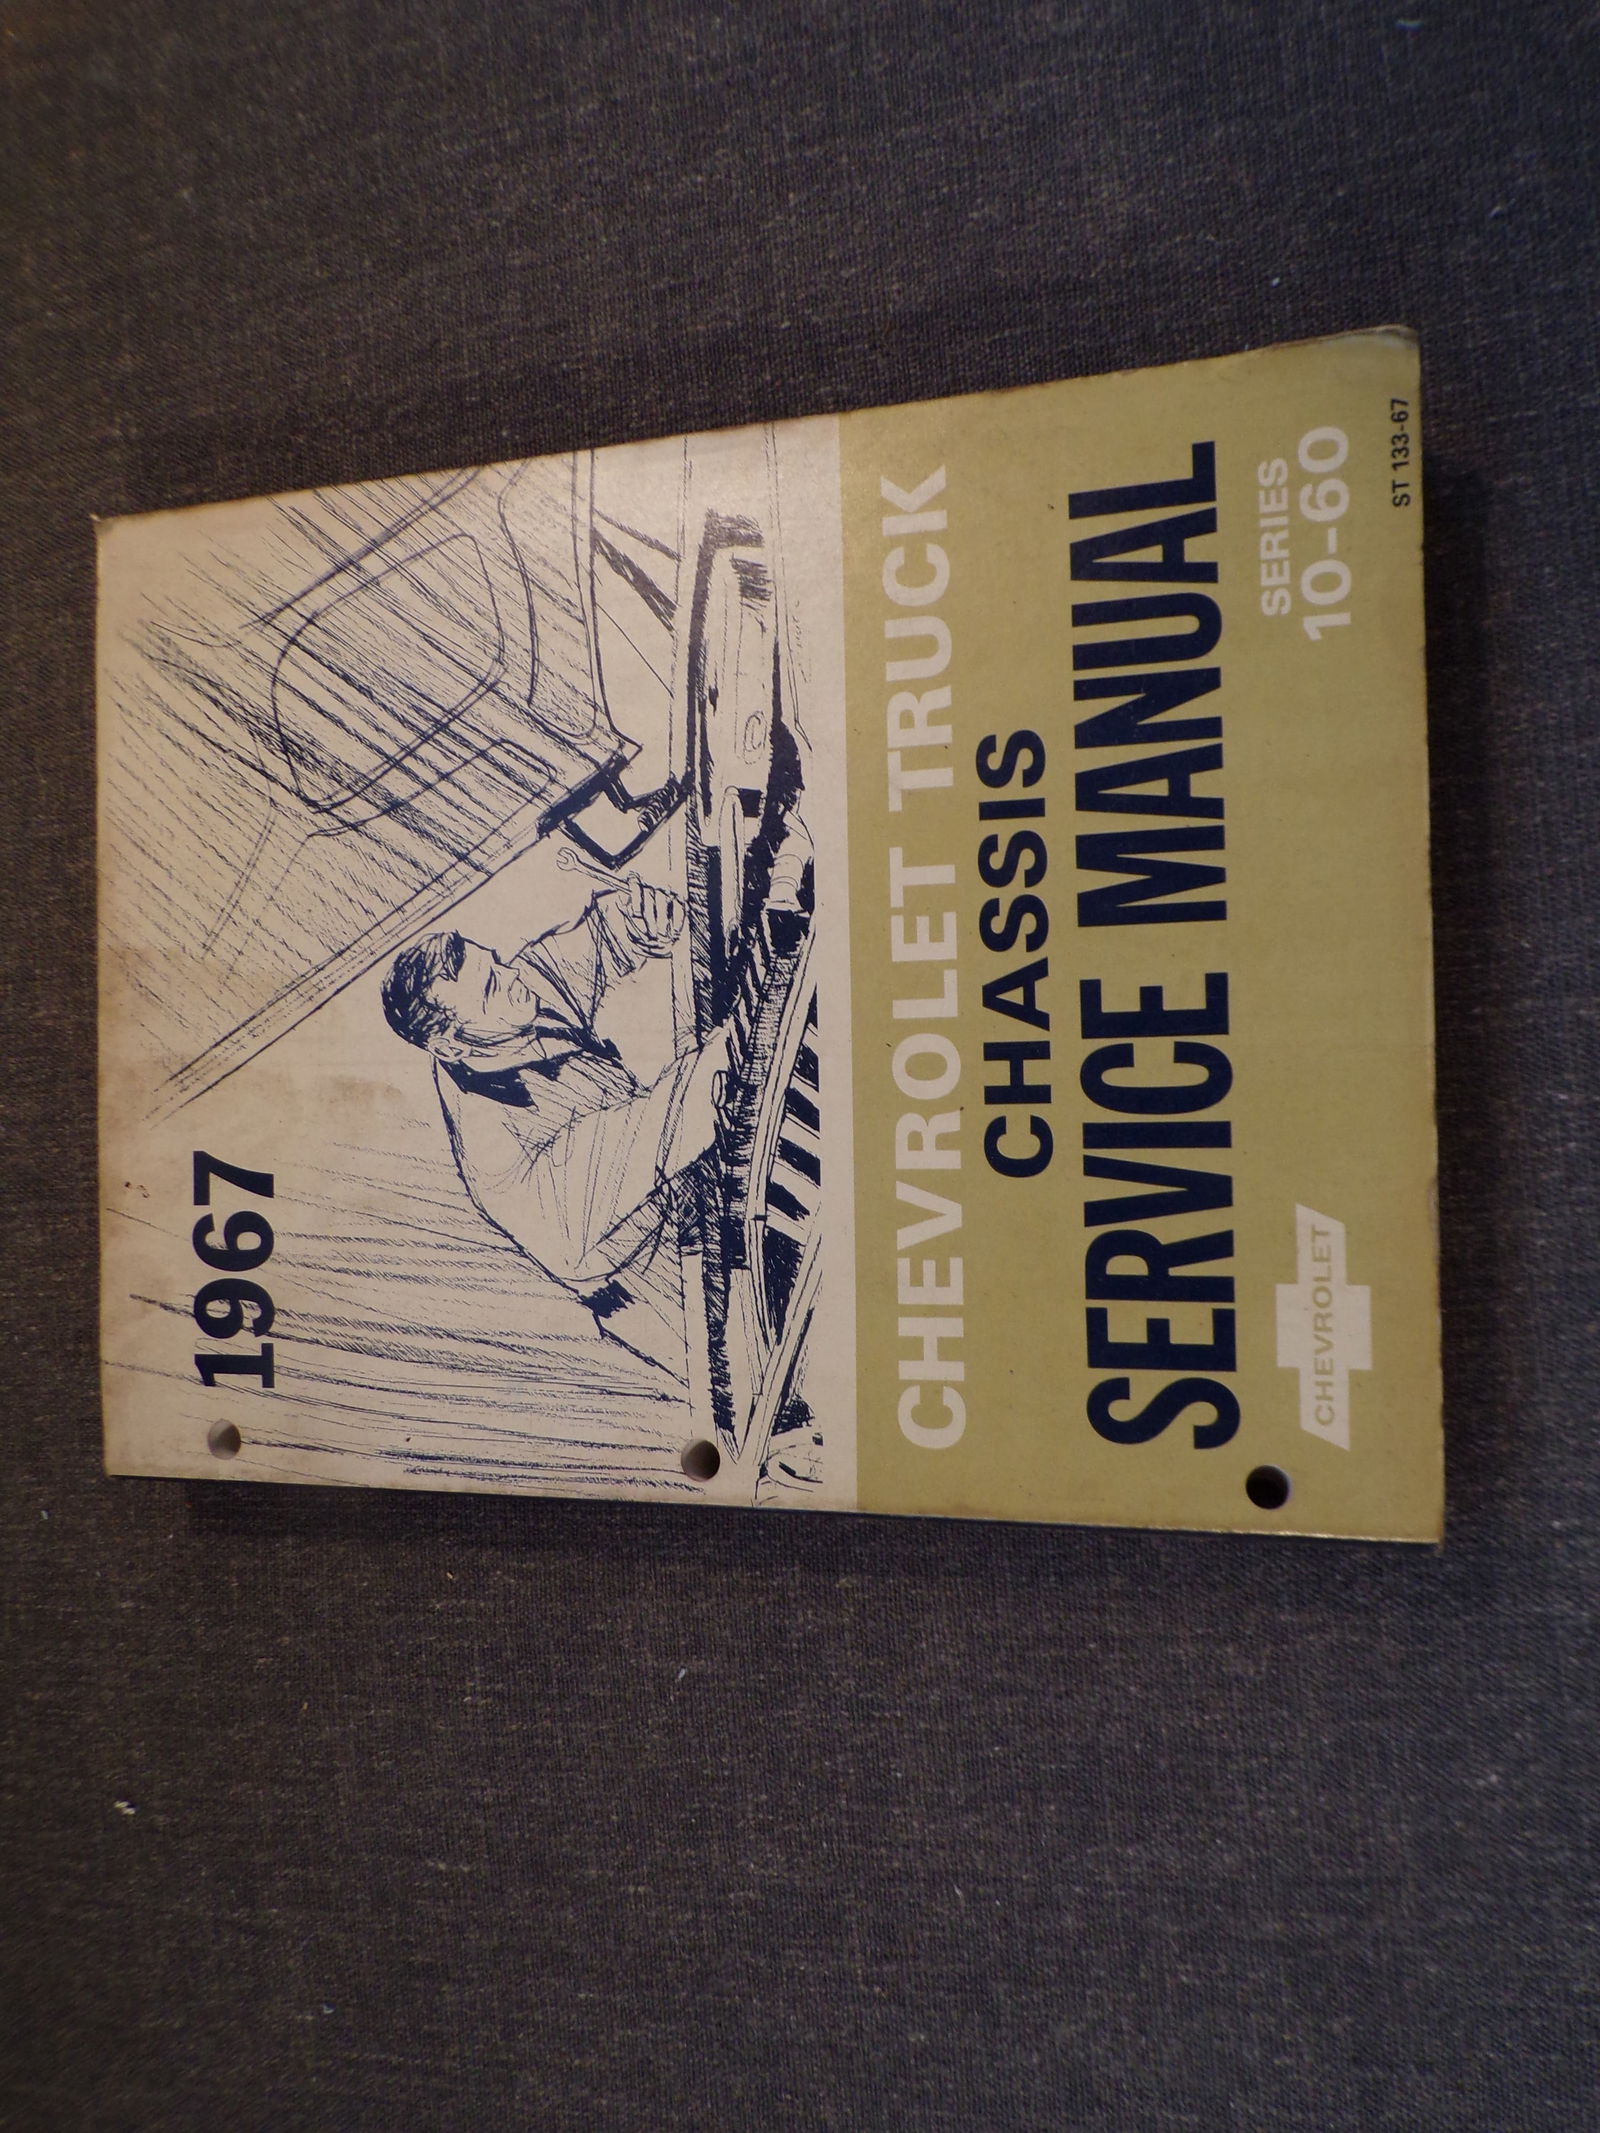 1967
CHEVROLET TRUCK
CHASSIS
SERVICE MANUAL
SERIES
10-60
CHEVROLET
ST 133-67